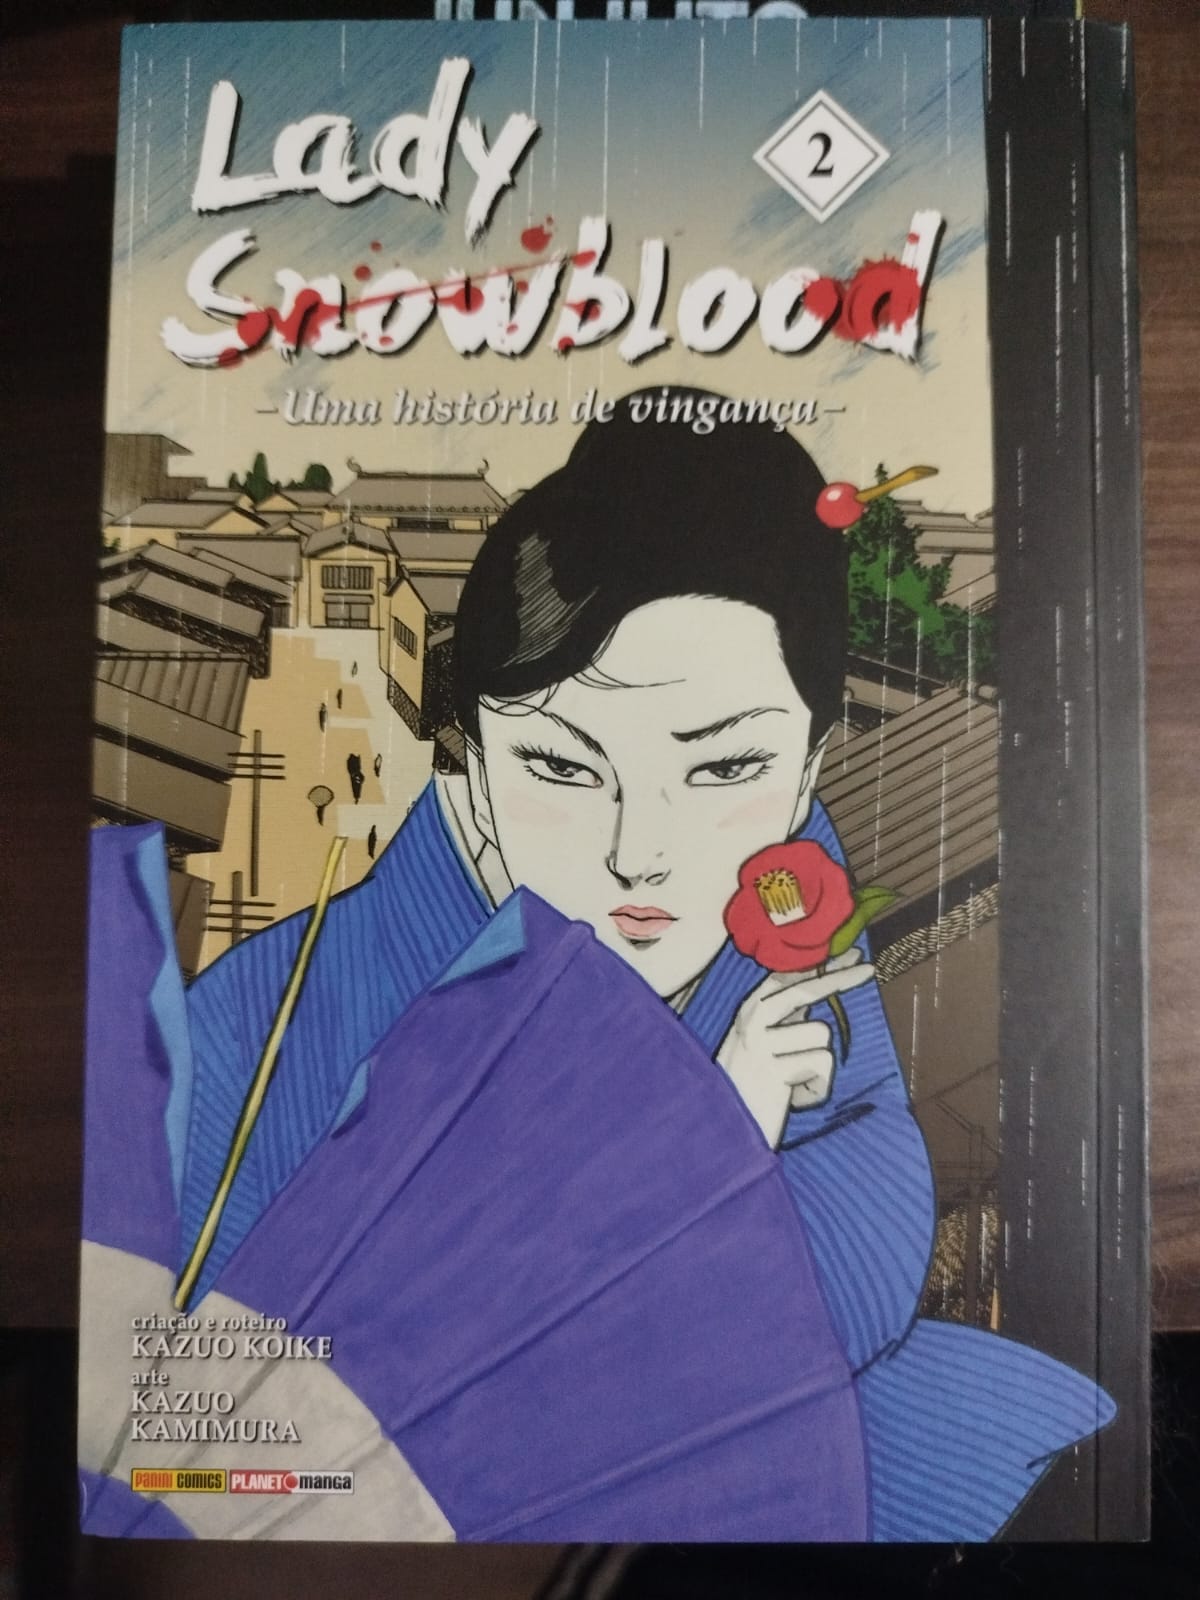 Lady
2
Snowblood
-Uma história de vingança-
criação e roteiro
KAZUO KOIKE
arte
KAZUO
KAMIMURA
PANINI COMICS PLANET manga